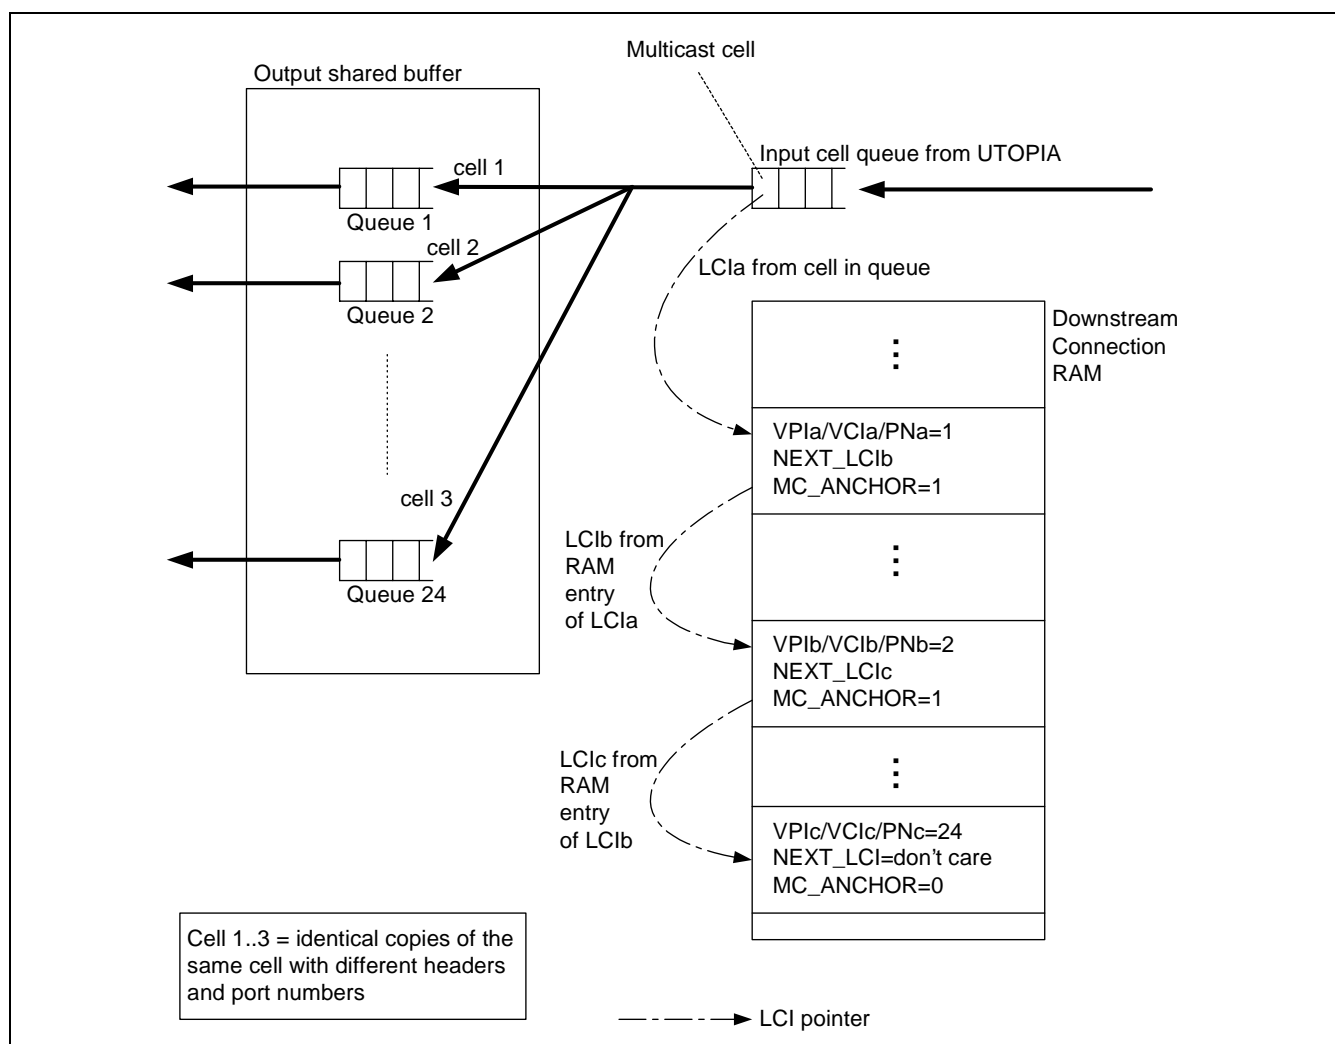 Multicast cell
Output shared buffer
Input cell queue from UTOPIA
cell 1
Queue 1
cell 2
Queue 2
cell 3
Queue 24
LCIa from cell in queue
Downstream
Connection
RAM
VPIa/VCIa/PNa=1
NEXT_LCIb
MC_ANCHOR=1
LCIb from
RAM
entry
of LCIa
VPIb/VCIb/PNb=2
NEXT_LCIc
MC_ANCHOR=1
LCIc from
RAM
entry
of LCIb
VPIc/VCIc/PNc=24
NEXT_LCI=don't care
MC_ANCHOR=0
Cell 1..3 = identical copies of the
same cell with different headers
and port numbers
LCI pointer